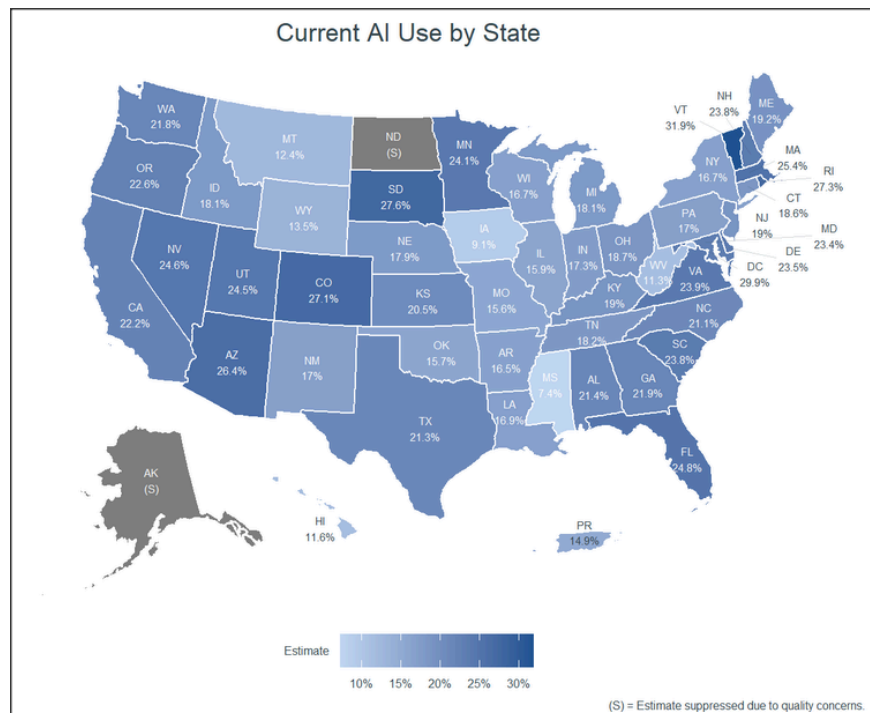 Current AI Use by State
WA
21.8%
OR
22.6%
CA
22.2%
NV
24.6%
ID
18.1%
MT
12.4%
WY
13.5%
UT
24.5%
AZ
26.4%
CO
27.1%
NM
17%
ND
(S)
SD
27.6%
NE
17.9%
KS
20.5%
OK
15.7%
TX
21.3%
MN
24.1%
IA
9.1%
MO
15.6%
AR
16.5%
LA
16.9%
WI
16.7%
IL
15.9%
MI
18.1%
IN
17.3%
OH
18.7%
KY
19%
TN
18.2%
MS
7.4%
AL
21.4%
GA
21.9%
FL
24.8%
SC
23.8%
NC
21.1%
VA
23.9%
WV
11.3%
PA
17%
NY
16.7%
VT
31.9%
NH
23.8%
ME
19.2%
MA
25.4%
RI
27.3%
CT
18.6%
NJ
19%
MD
23.4%
DE
23.5%
DC
29.9%
AK
(S)
HI
11.6%
PR
14.9%
Estimate
10% 15% 20% 25% 30%
(S) = Estimate suppressed due to quality concerns.